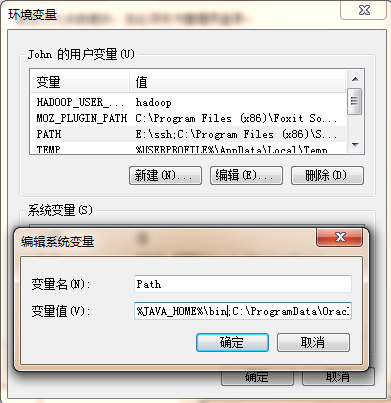 环境变量
John 的用户变量(U)
变量 值
HADOOP_USER_... hadoop
MOZ_PLUGIN_PATH C:\Program Files (x86)\Foxit So...
PATH E:\ssh;C:\Program Files (x86)\S...
TEMP %USERPROFILE%\AppData\Local\Temp
新建(N)... 编辑(E)... 删除(D)
系统变量(S)
编辑系统变量
变量名(N): Path
变量值(V): %JAVA_HOME%\bin;C:\ProgramData\Orac
确定 取消
确定 取消